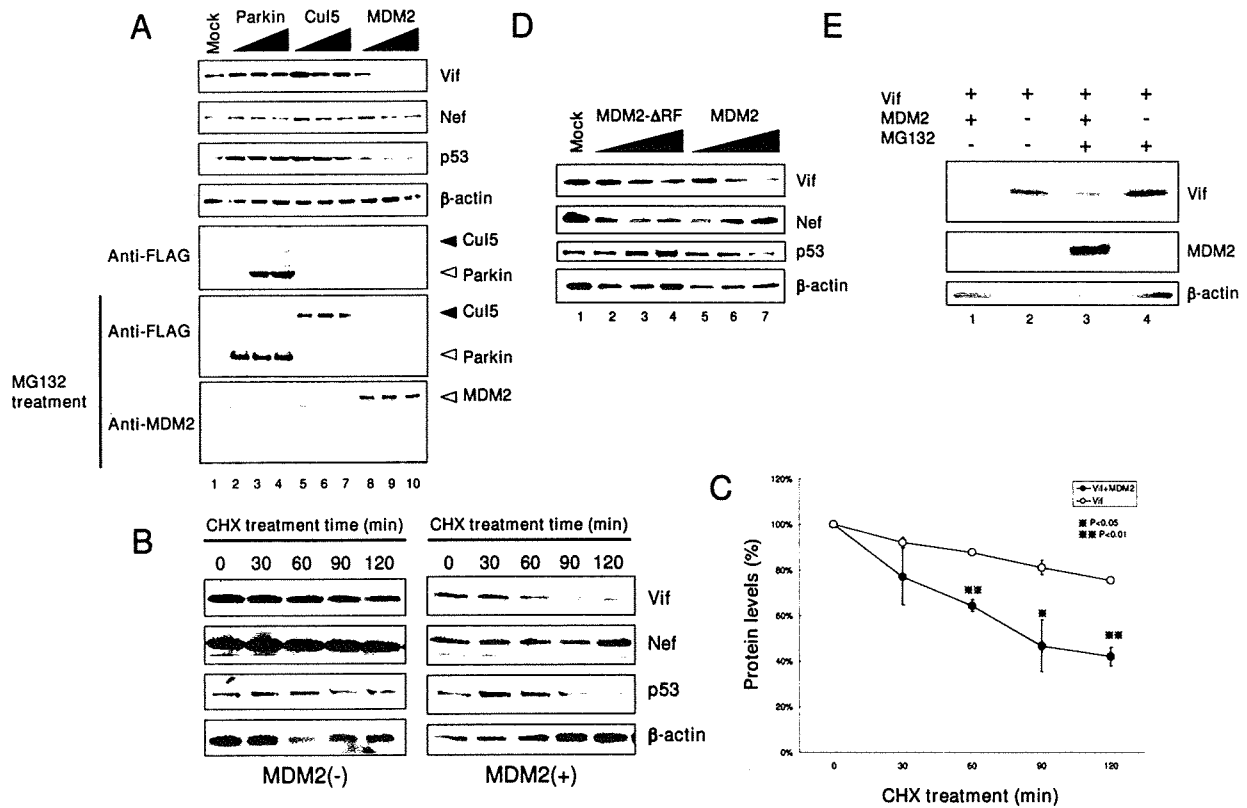 A
Mock
Parkin Cul5 MDM2
Vif
Nef
p53
β-actin
Anti-FLAG
Cul5
Parkin
MG132
treatment
Anti-FLAG
Cul5
Parkin
Anti-MDM2
MDM2
1 2 3 4 5 6 7 8 9 10
B
CHX treatment time (min)
0 30 60 90 120
CHX treatment time (min)
0 30 60 90 120
Vif
Nef
p53
β-actin
MDM2(-)
MDM2(+)
D
Mock
MDM2-ΔRF MDM2
Vif
Nef
p53
β-actin
1 2 3 4 5 6 7
E
Vif + + + +
MDM2 + - + -
MG132 - - + +
Vif
MDM2
β-actin
1 2 3 4
C
Protein levels (%)
120%
100%
80%
60%
40%
20%
0%
Vif+MDM2
Vif
※ P<0.05
※※ P<0.01
※※
※
※※
0 30 60 90 120
CHX treatment (min)